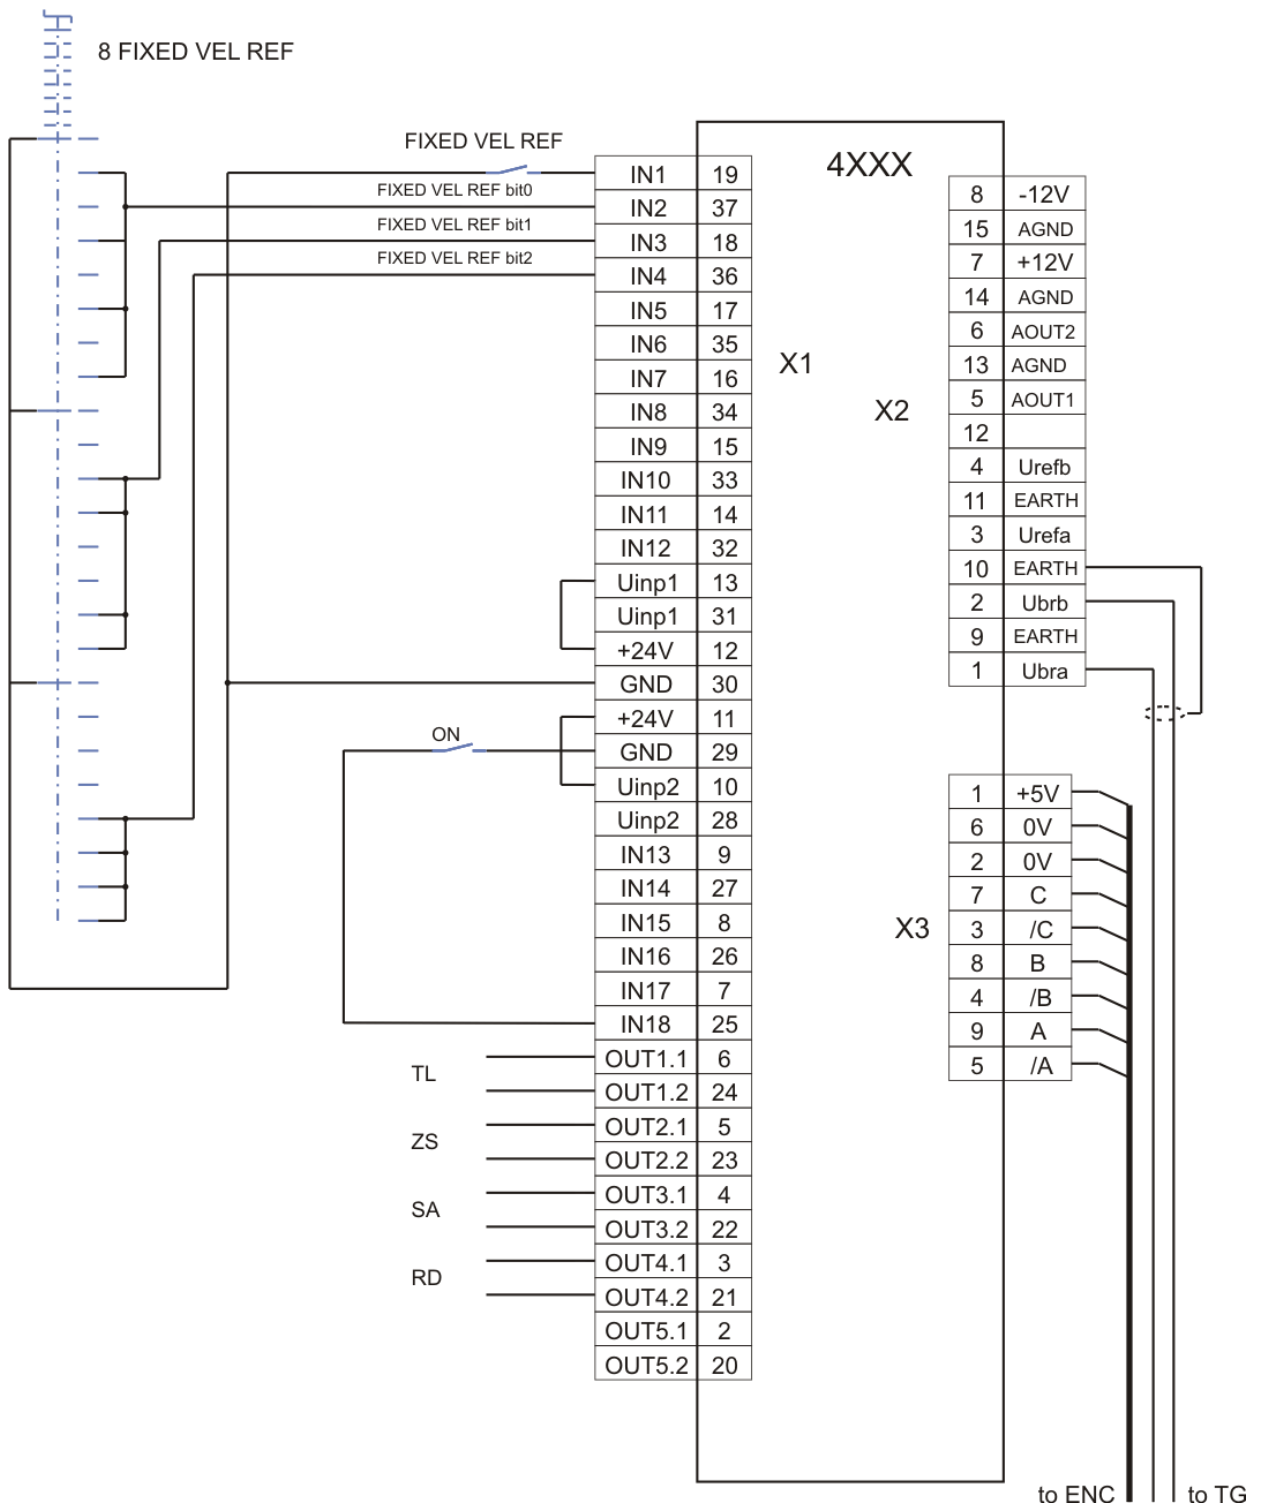 8 FIXED VEL REF
FIXED VEL REF
FIXED VEL REF bit0
FIXED VEL REF bit1
FIXED VEL REF bit2
ON
TL
ZS
SA
RD
4XXX
X1
IN1 19
IN2 37
IN3 18
IN4 36
IN5 17
IN6 35
IN7 16
IN8 34
IN9 15
IN10 33
IN11 14
IN12 32
Uinp1 13
Uinp1 31
+24V 12
GND 30
+24V 11
GND 29
Uinp2 10
Uinp2 28
IN13 9
IN14 27
IN15 8
IN16 26
IN17 7
IN18 25
OUT1.1 6
OUT1.2 24
OUT2.1 5
OUT2.2 23
OUT3.1 4
OUT3.2 22
OUT4.1 3
OUT4.2 21
OUT5.1 2
OUT5.2 20
X2
8 -12V
15 AGND
7 +12V
14 AGND
6 AOUT2
13 AGND
5 AOUT1
12
4 Urefb
11 EARTH
3 Urefa
10 EARTH
2 Ubrb
9 EARTH
1 Ubra
X3
1 +5V
6 0V
2 0V
7 C
3 /C
8 B
4 /B
9 A
5 /A
to ENC
to TG